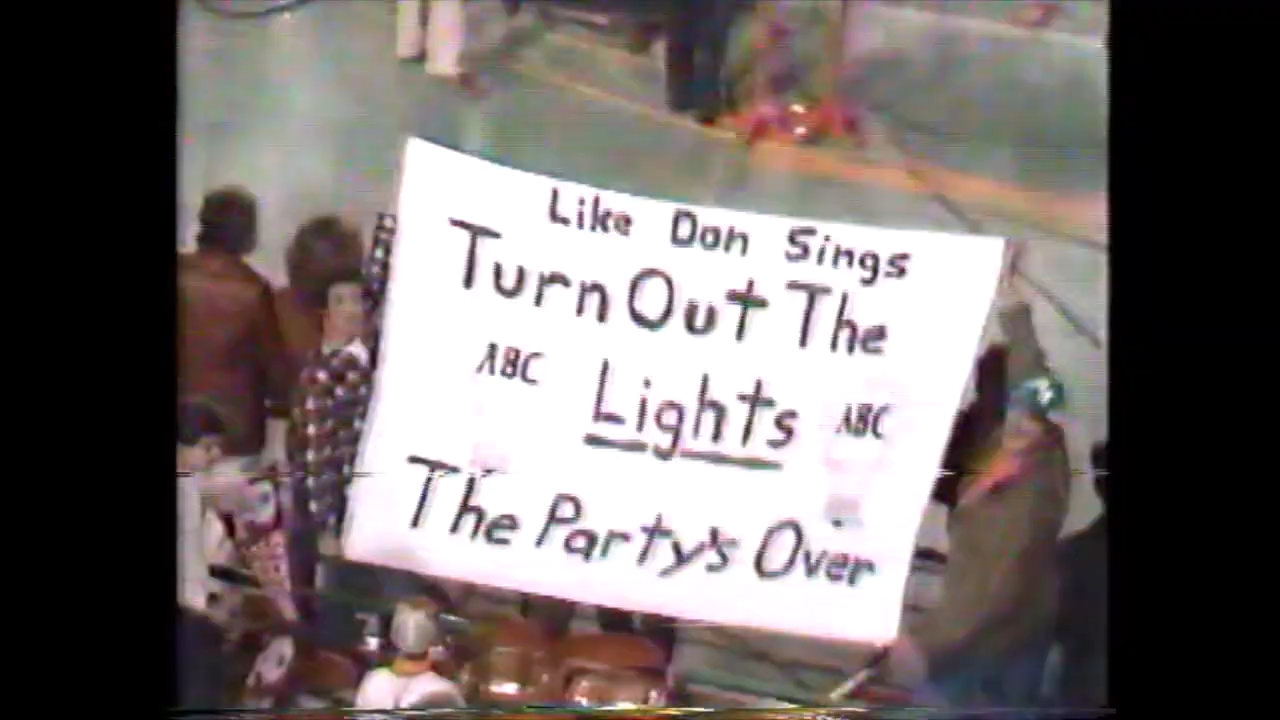 Like Don Sings
Turn Out The
ABC Lights ABC
The Party's Over